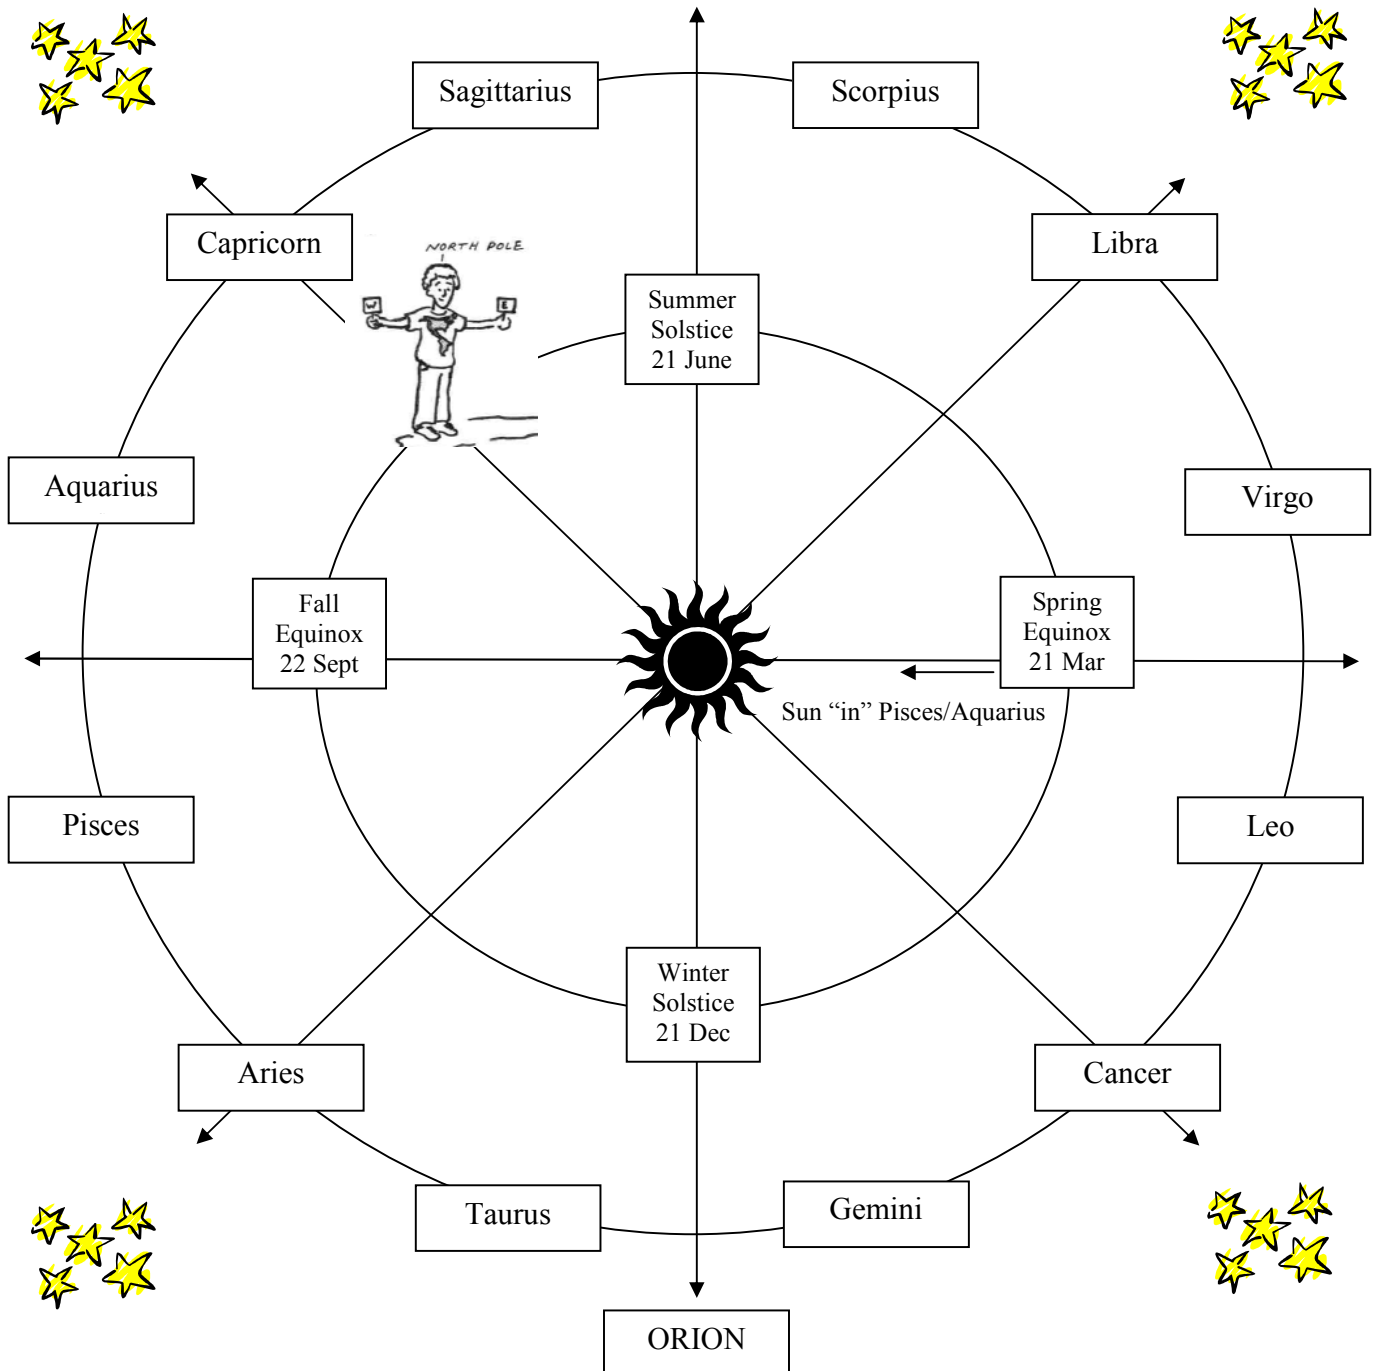 Sagittarius
Scorpius
Capricorn
Libra
NORTH POLE
W
E
Summer
Solstice
21 June
Aquarius
Virgo
Fall
Equinox
22 Sept
Spring
Equinox
21 Mar
Sun “in” Pisces/Aquarius
Pisces
Leo
Winter
Solstice
21 Dec
Aries
Cancer
Taurus
Gemini
ORION